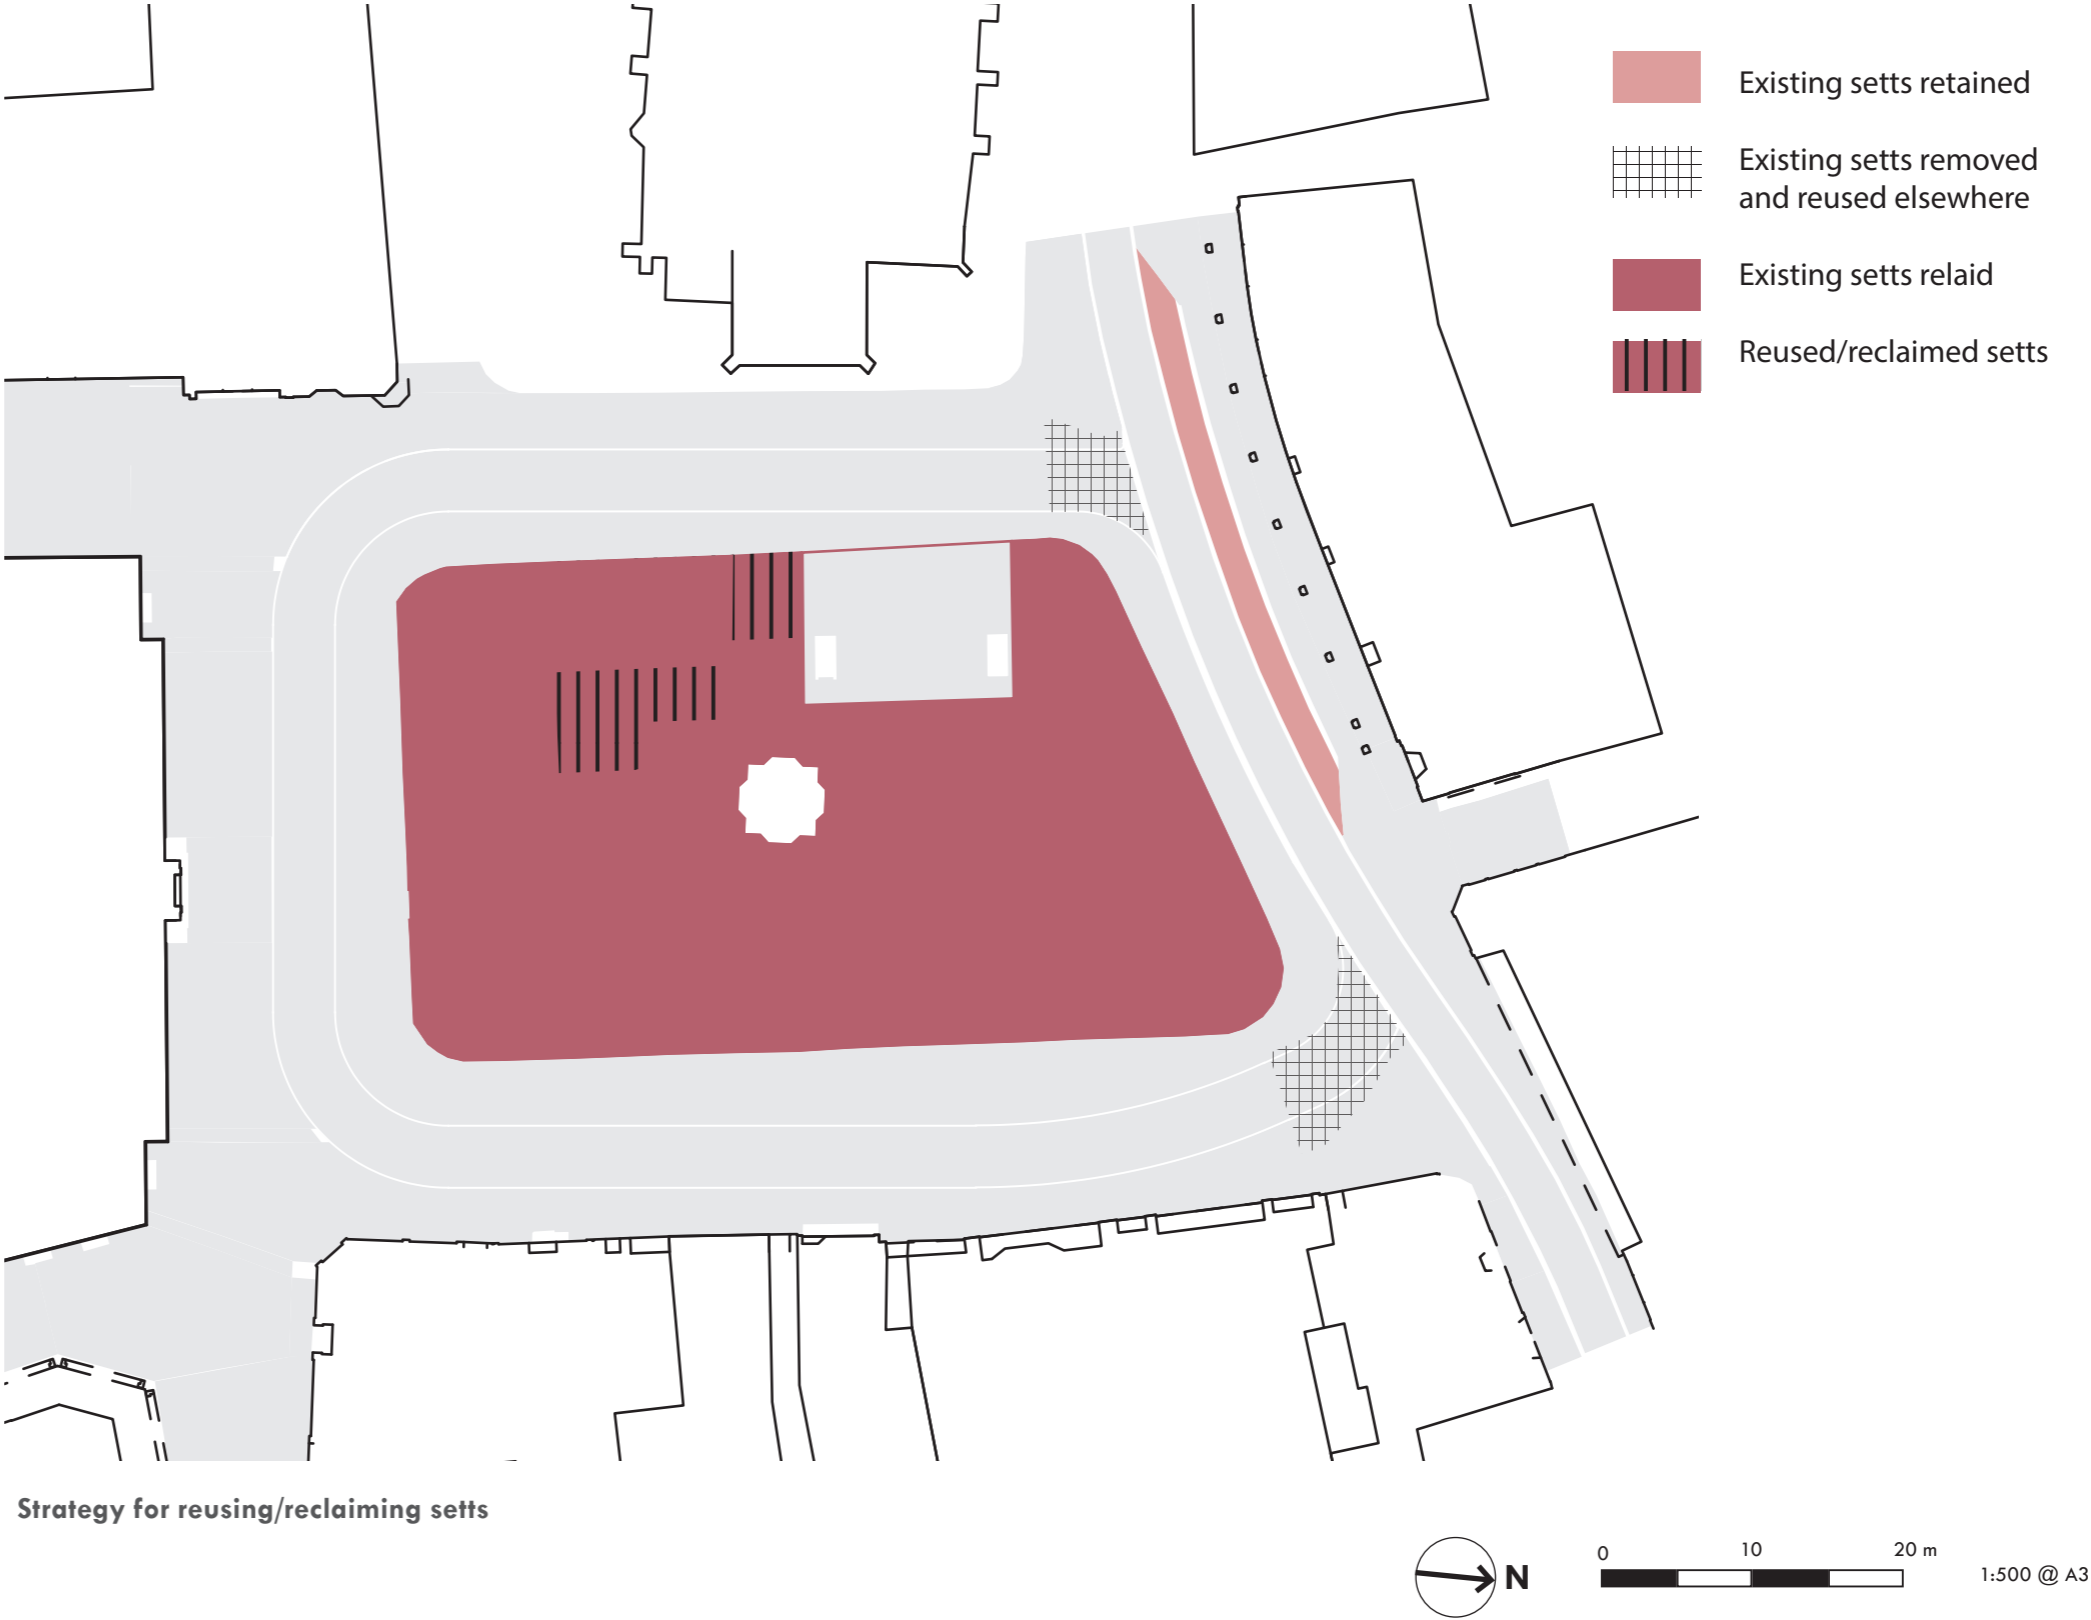 Existing setts retained
Existing setts removed
and reused elsewhere
Existing setts relaid
Reused/reclaimed setts
Strategy for reusing/reclaiming setts
N
0 10 20 m
1:500 @ A3